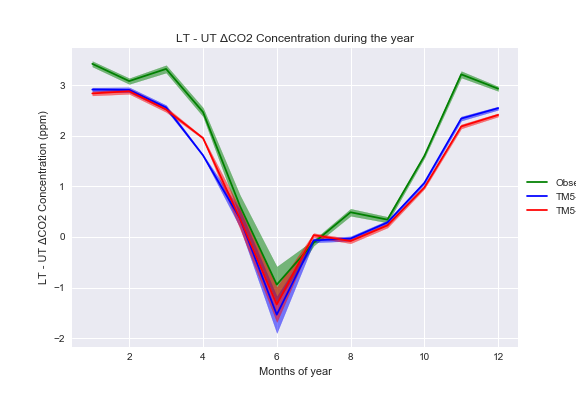 LT - UT ΔCO2 Concentration during the year
LT - UT ΔCO2 Concentration (ppm)
3
2
1
0
−1
−2
2
4
6
8
10
12
Months of year
Obse
TM5-
TM5-